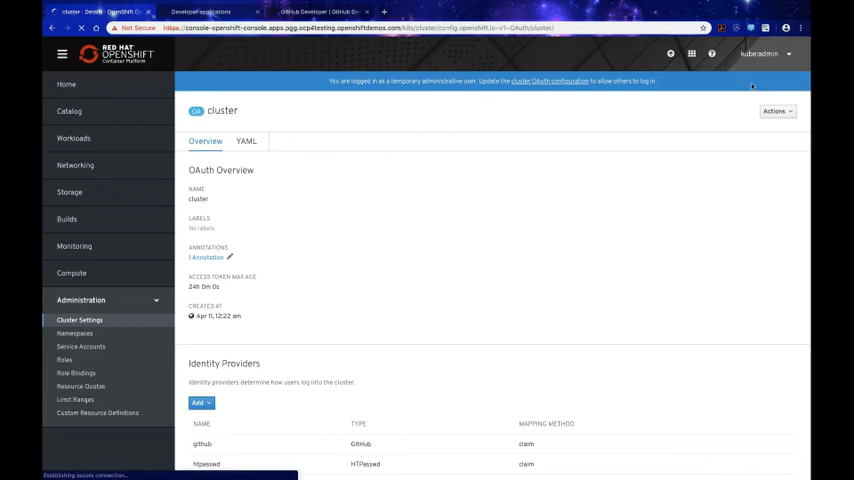 cluster - Details - OpenShift C
Developer applications
GitHub Developer | GitHub De
Not Secure
https://console-openshift-console.apps.pgg.ocp4testing.openshiftdemos.com/k8s/cluster/config.openshift.io~v1~OAuth/cluster/
RED HAT
OPENSHIFT
Container Platform
kube:admin
You are logged in as a temporary administrative user. Update the cluster OAuth configuration to allow others to log in.
Home
Catalog
Workloads
Networking
Storage
Builds
Monitoring
Compute
Administration
Cluster Settings
Namespaces
Service Accounts
Roles
Role Bindings
Resource Quotas
Limit Ranges
Custom Resource Definitions
OA cluster
Actions
Overview YAML
OAuth Overview
NAME
cluster
LABELS
No labels
ANNOTATIONS
1 Annotation
ACCESS TOKEN MAX AGE
24h 0m 0s
CREATED AT
Apr 11, 12:22 am
Identity Providers
Identity providers determine how users log into the cluster.
Add
NAME TYPE MAPPING METHOD
github GitHub claim
htpasswd HTPasswd claim
Establishing secure connection...